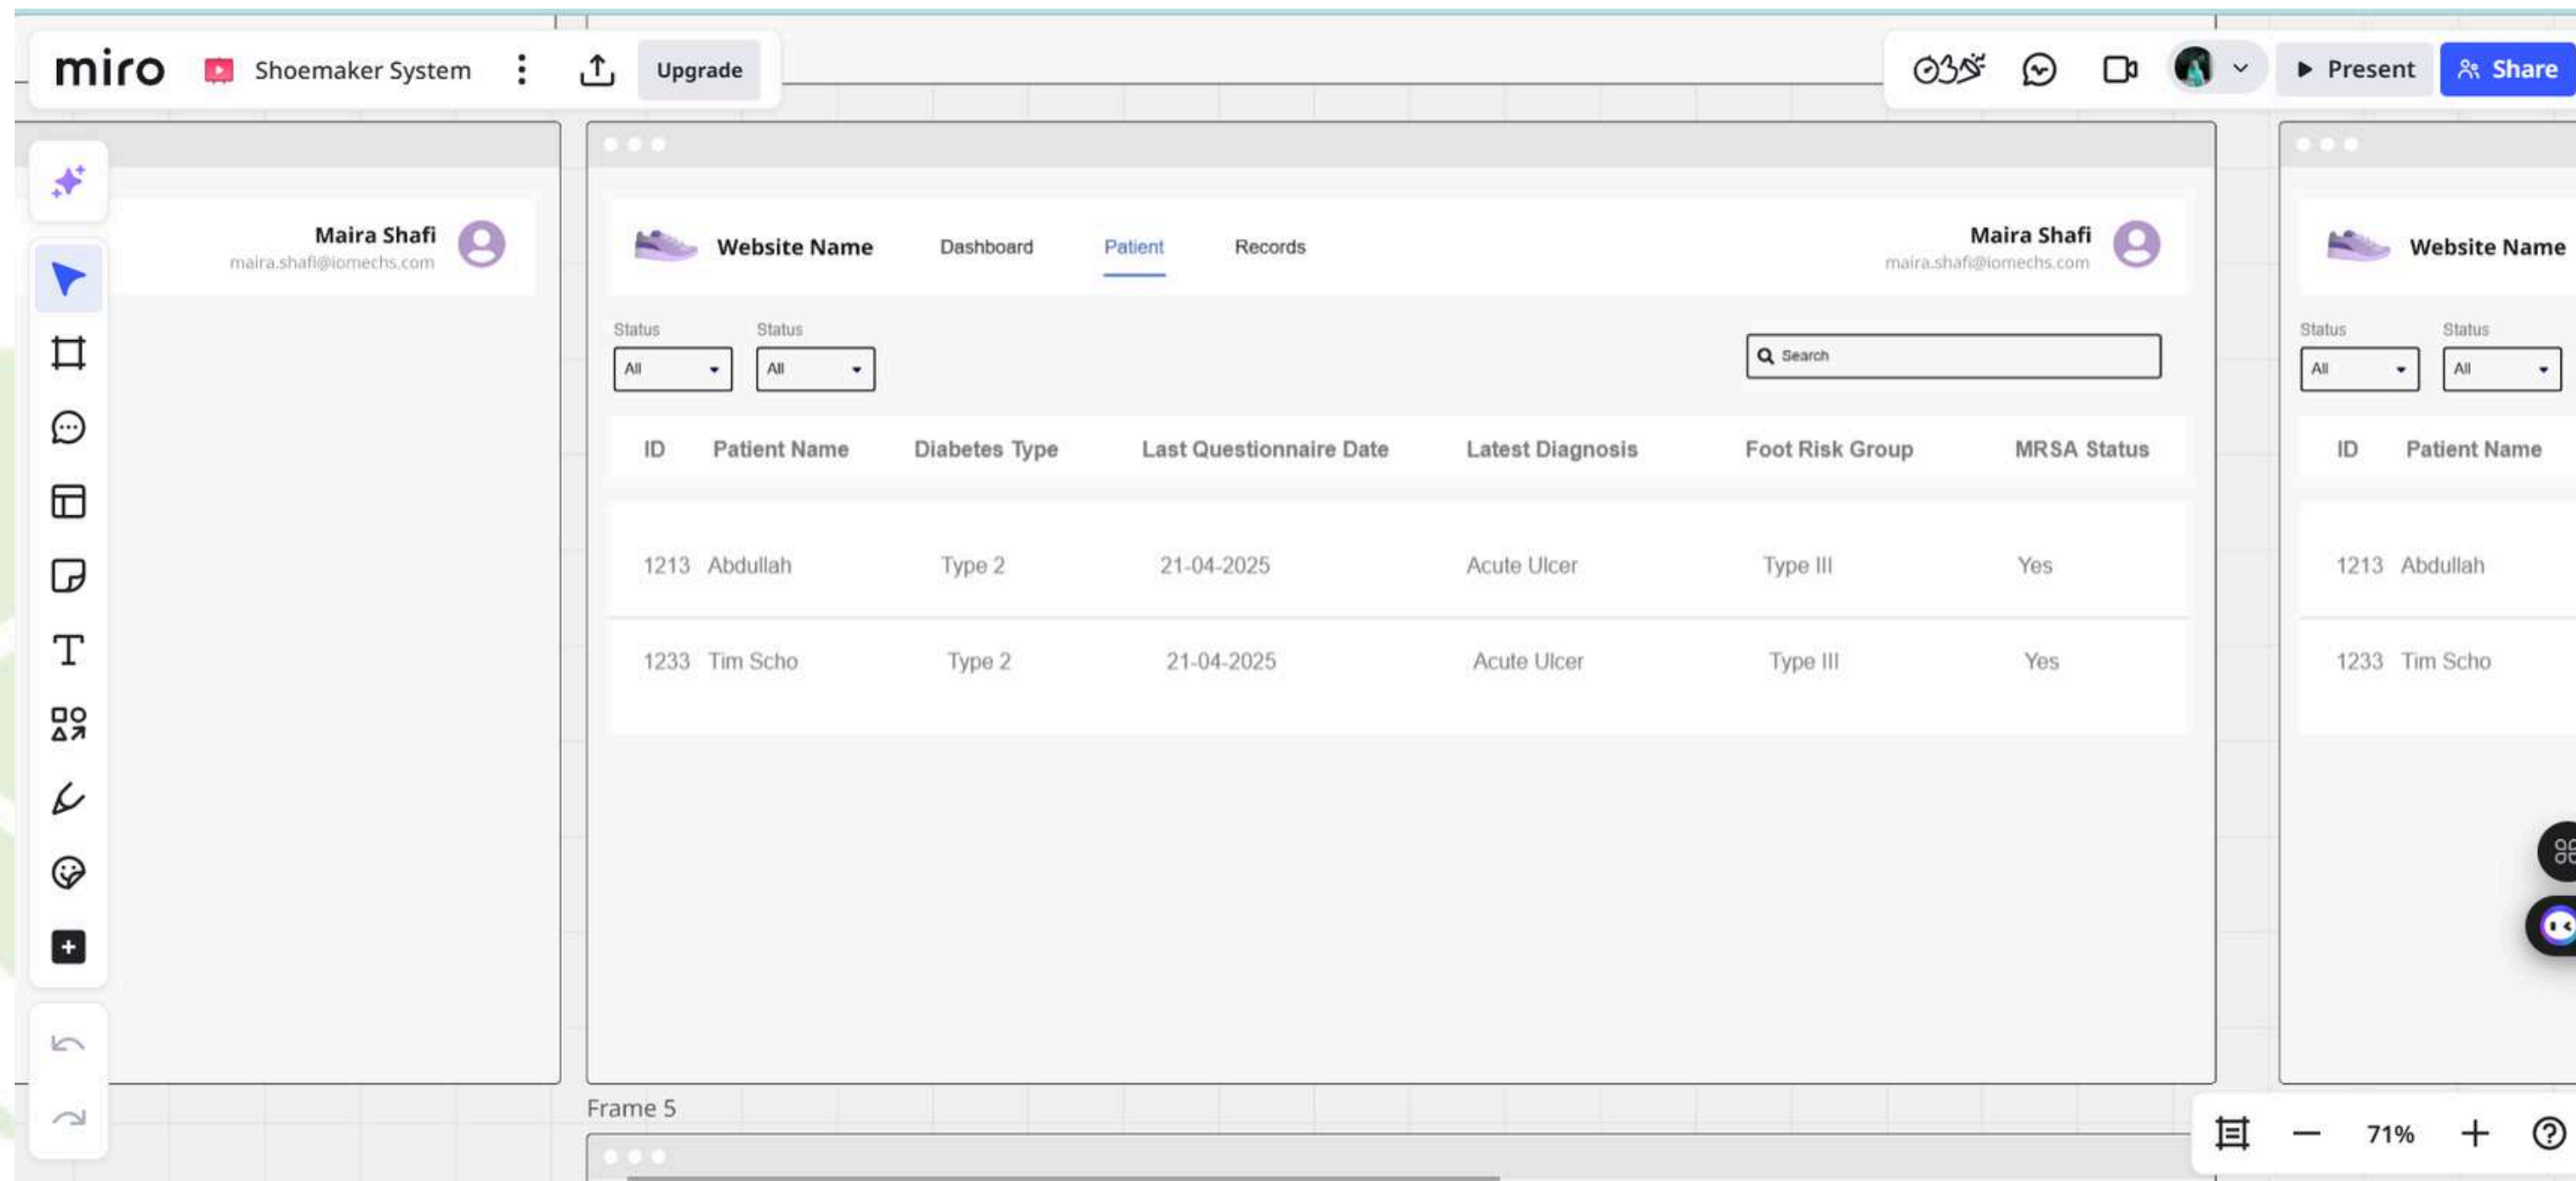 miro Shoemaker System Upgrade Present Share
Maira Shafi
maira.shafi@iomechs.com
Website Name Dashboard Patient Records
Maira Shafi
maira.shafi@iomechs.com
Status Status
All All
Search
ID Patient Name Diabetes Type Last Questionnaire Date Latest Diagnosis Foot Risk Group MRSA Status
1213 Abdullah Type 2 21-04-2025 Acute Ulcer Type III Yes
1233 Tim Scho Type 2 21-04-2025 Acute Ulcer Type III Yes
Website Name
Status Status
All All
ID Patient Name
1213 Abdullah
1233 Tim Scho
Frame 5
71%